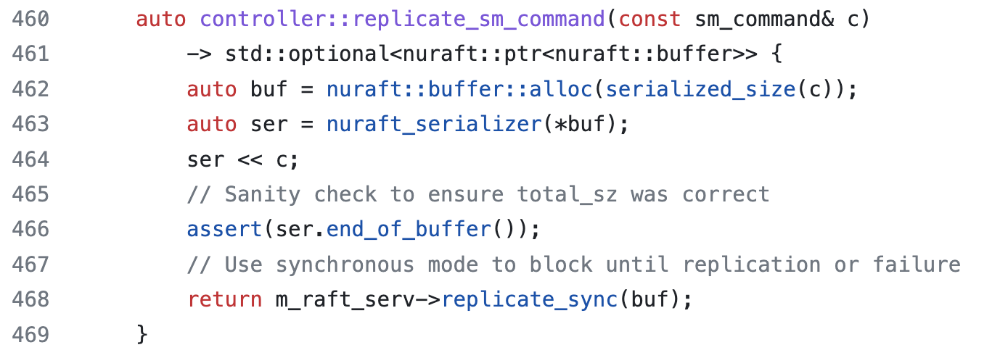 460 auto controller::replicate_sm_command(const sm_command& c)
461 -> std::optional<nuraft::ptr<nuraft::buffer>> {
462 auto buf = nuraft::buffer::alloc(serialized_size(c));
463 auto ser = nuraft_serializer(*buf);
464 ser << c;
465 // Sanity check to ensure total_sz was correct
466 assert(ser.end_of_buffer());
467 // Use synchronous mode to block until replication or failure
468 return m_raft_serv->replicate_sync(buf);
469 }